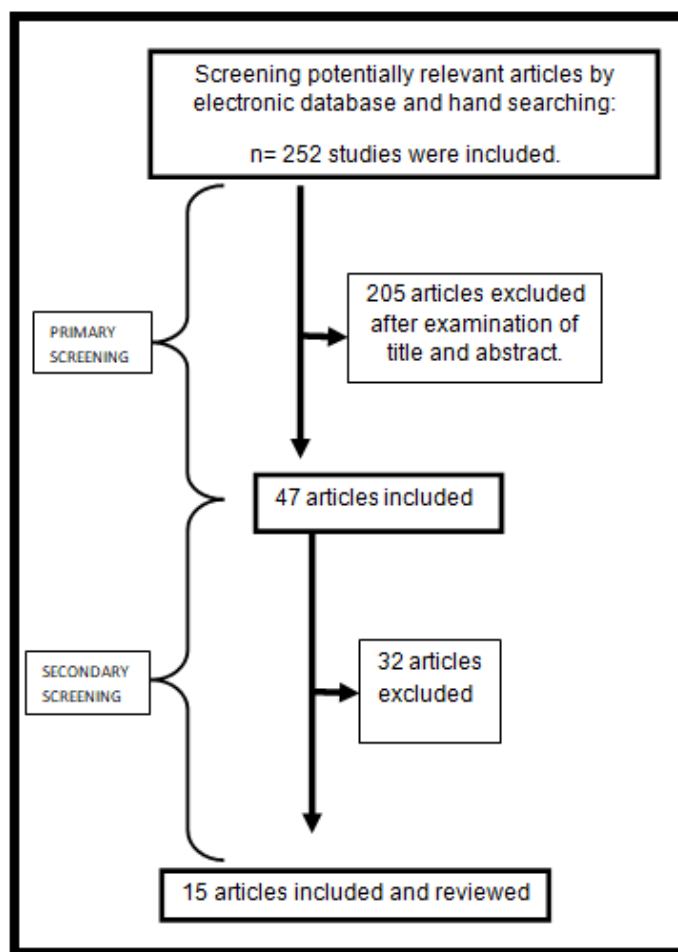 Screening potentially relevant articles by
electronic database and hand searching:
n= 252 studies were included.
205 articles excluded
after examination of
title and abstract.
PRIMARY
SCREENING
47 articles included
32 articles
excluded
SECONDARY
SCREENING
15 articles included and reviewed